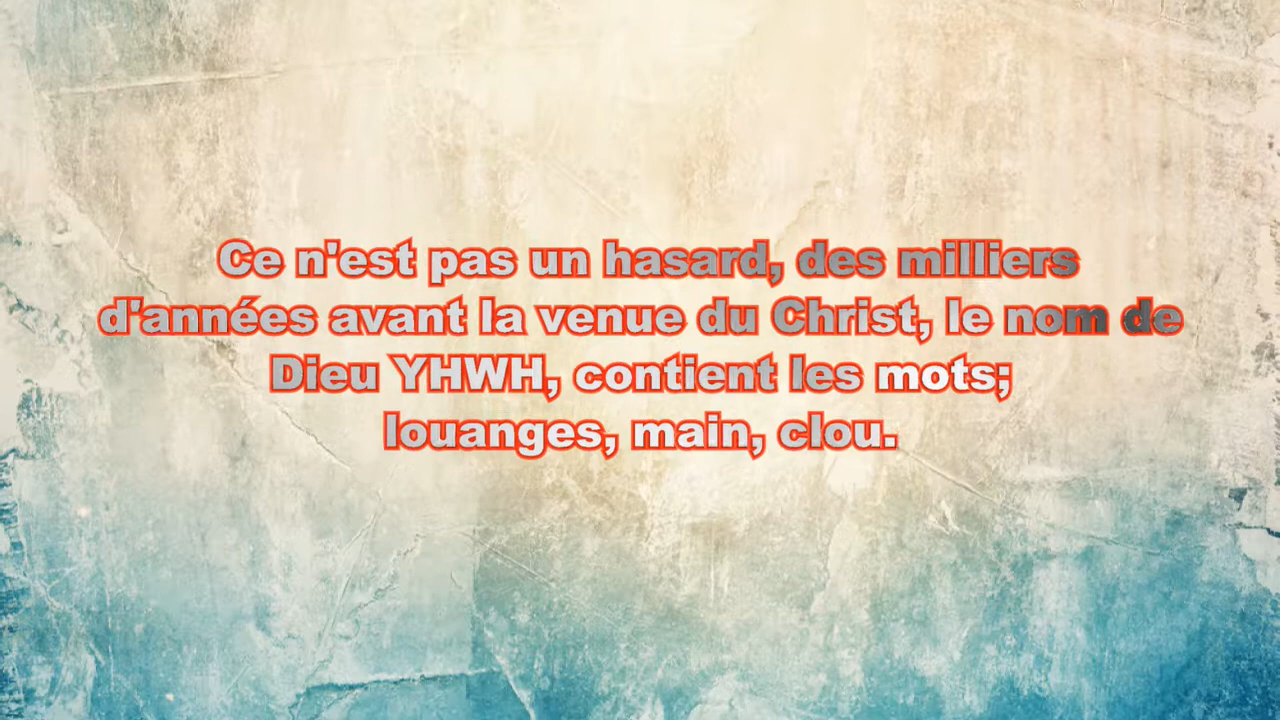 Ce n'est pas un hasard, des milliers
d'années avant la venue du Christ, le nom de
Dieu YHWH, contient les mots;
louanges, main, clou.